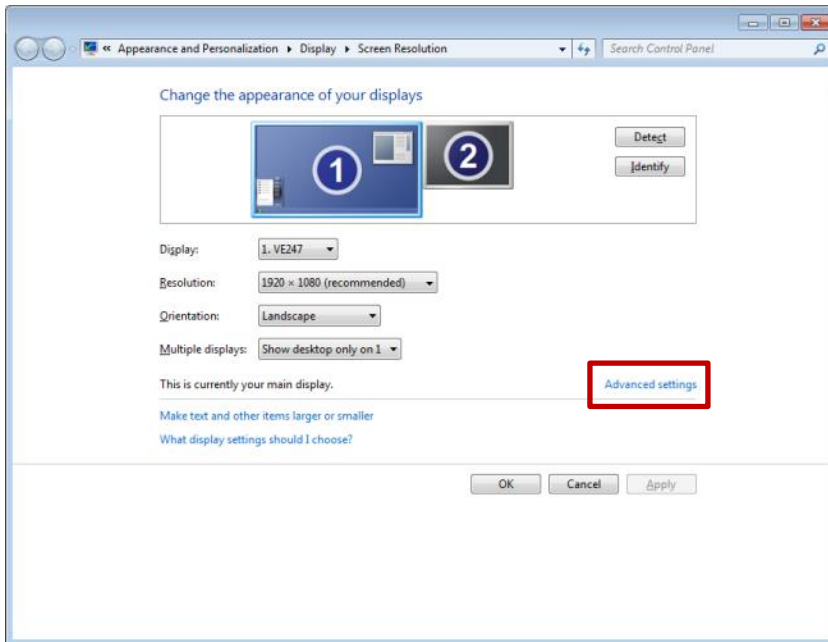 « Appearance and Personalization ▸ Display ▸ Screen Resolution
Search Control Panel
Change the appearance of your displays
1
2
Detect
Identify
Display: 1. VE247
Resolution: 1920 × 1080 (recommended)
Orientation: Landscape
Multiple displays: Show desktop only on 1
This is currently your main display. Advanced settings
Make text and other items larger or smaller
What display settings should I choose?
OK Cancel Apply